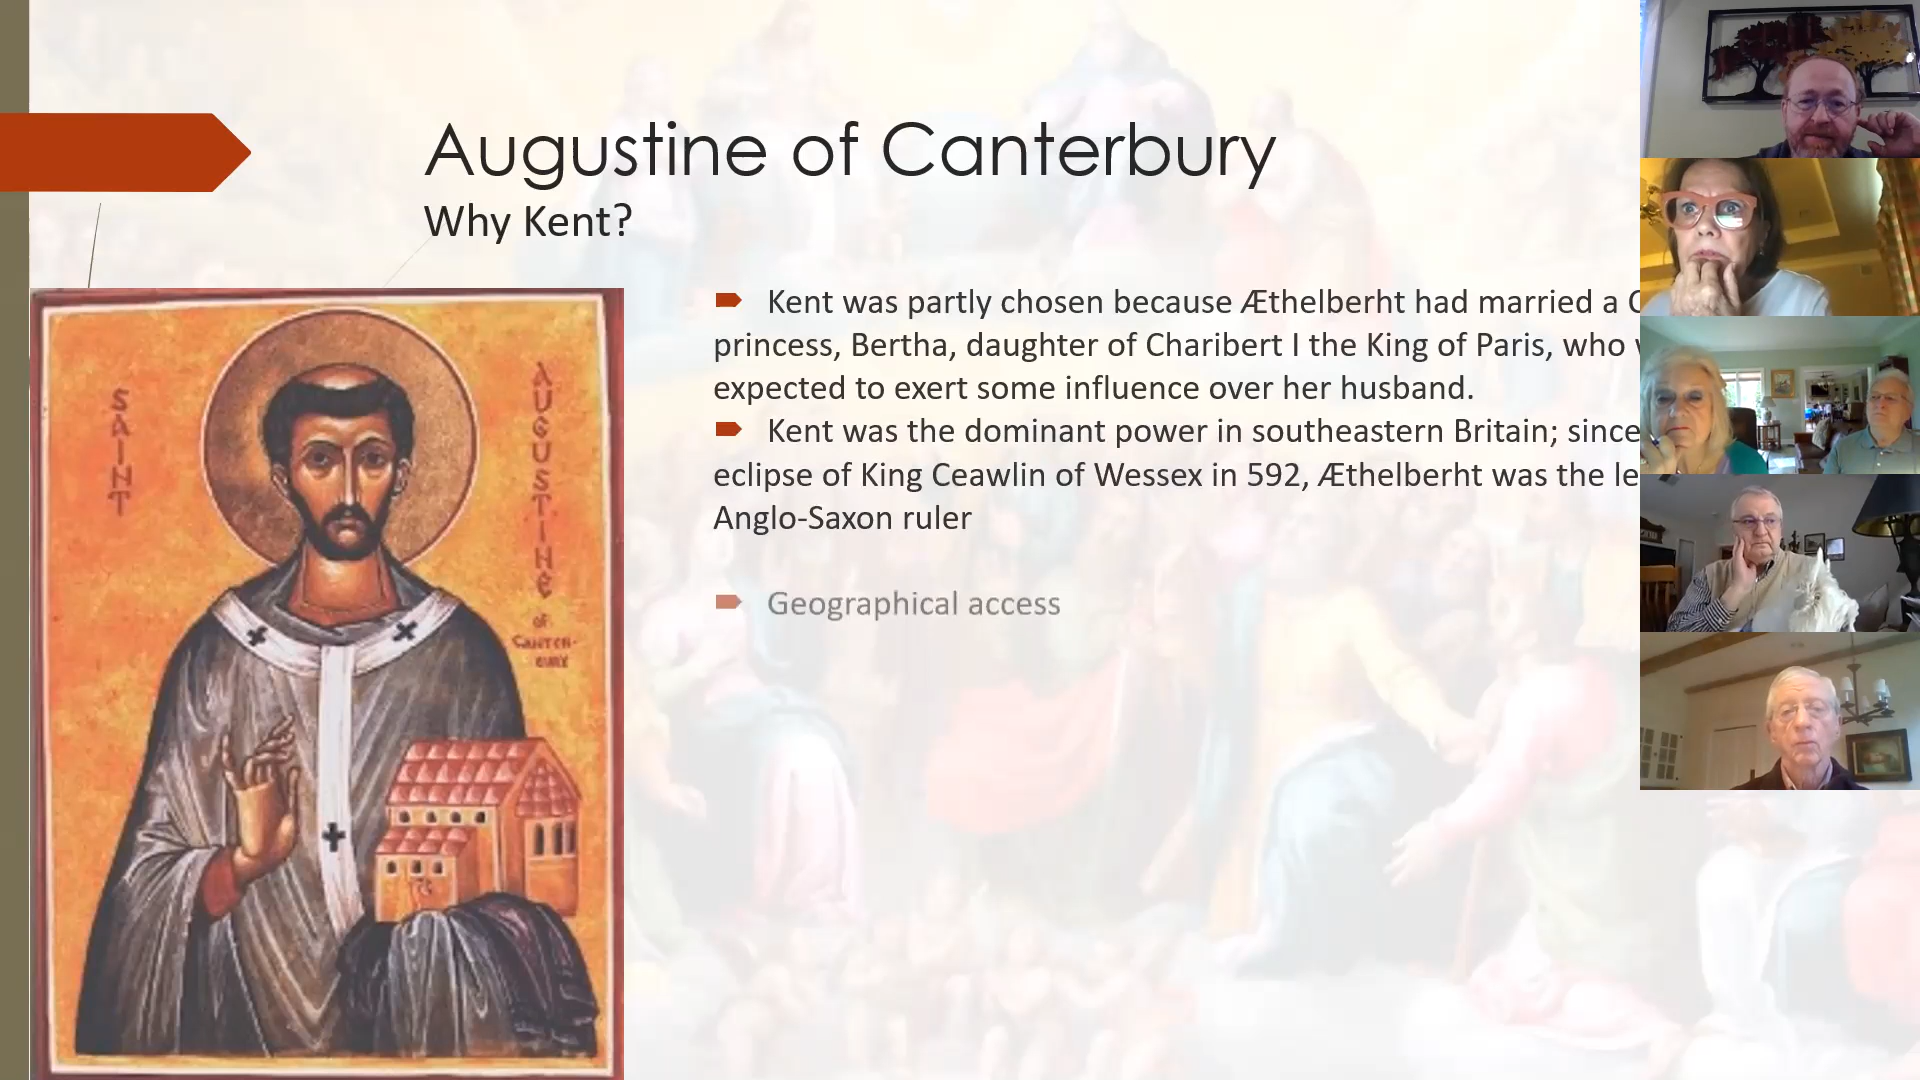 Augustine of Canterbury
Why Kent?
Kent was partly chosen because Æthelberht had married a
princess, Bertha, daughter of Charibert I the King of Paris, who
expected to exert some influence over her husband.
Kent was the dominant power in southeastern Britain; since
eclipse of King Ceawlin of Wessex in 592, Æthelberht was the
Anglo-Saxon ruler
Geographical access
SAINT
AUGUSTINE
of
CANTER-
BURY